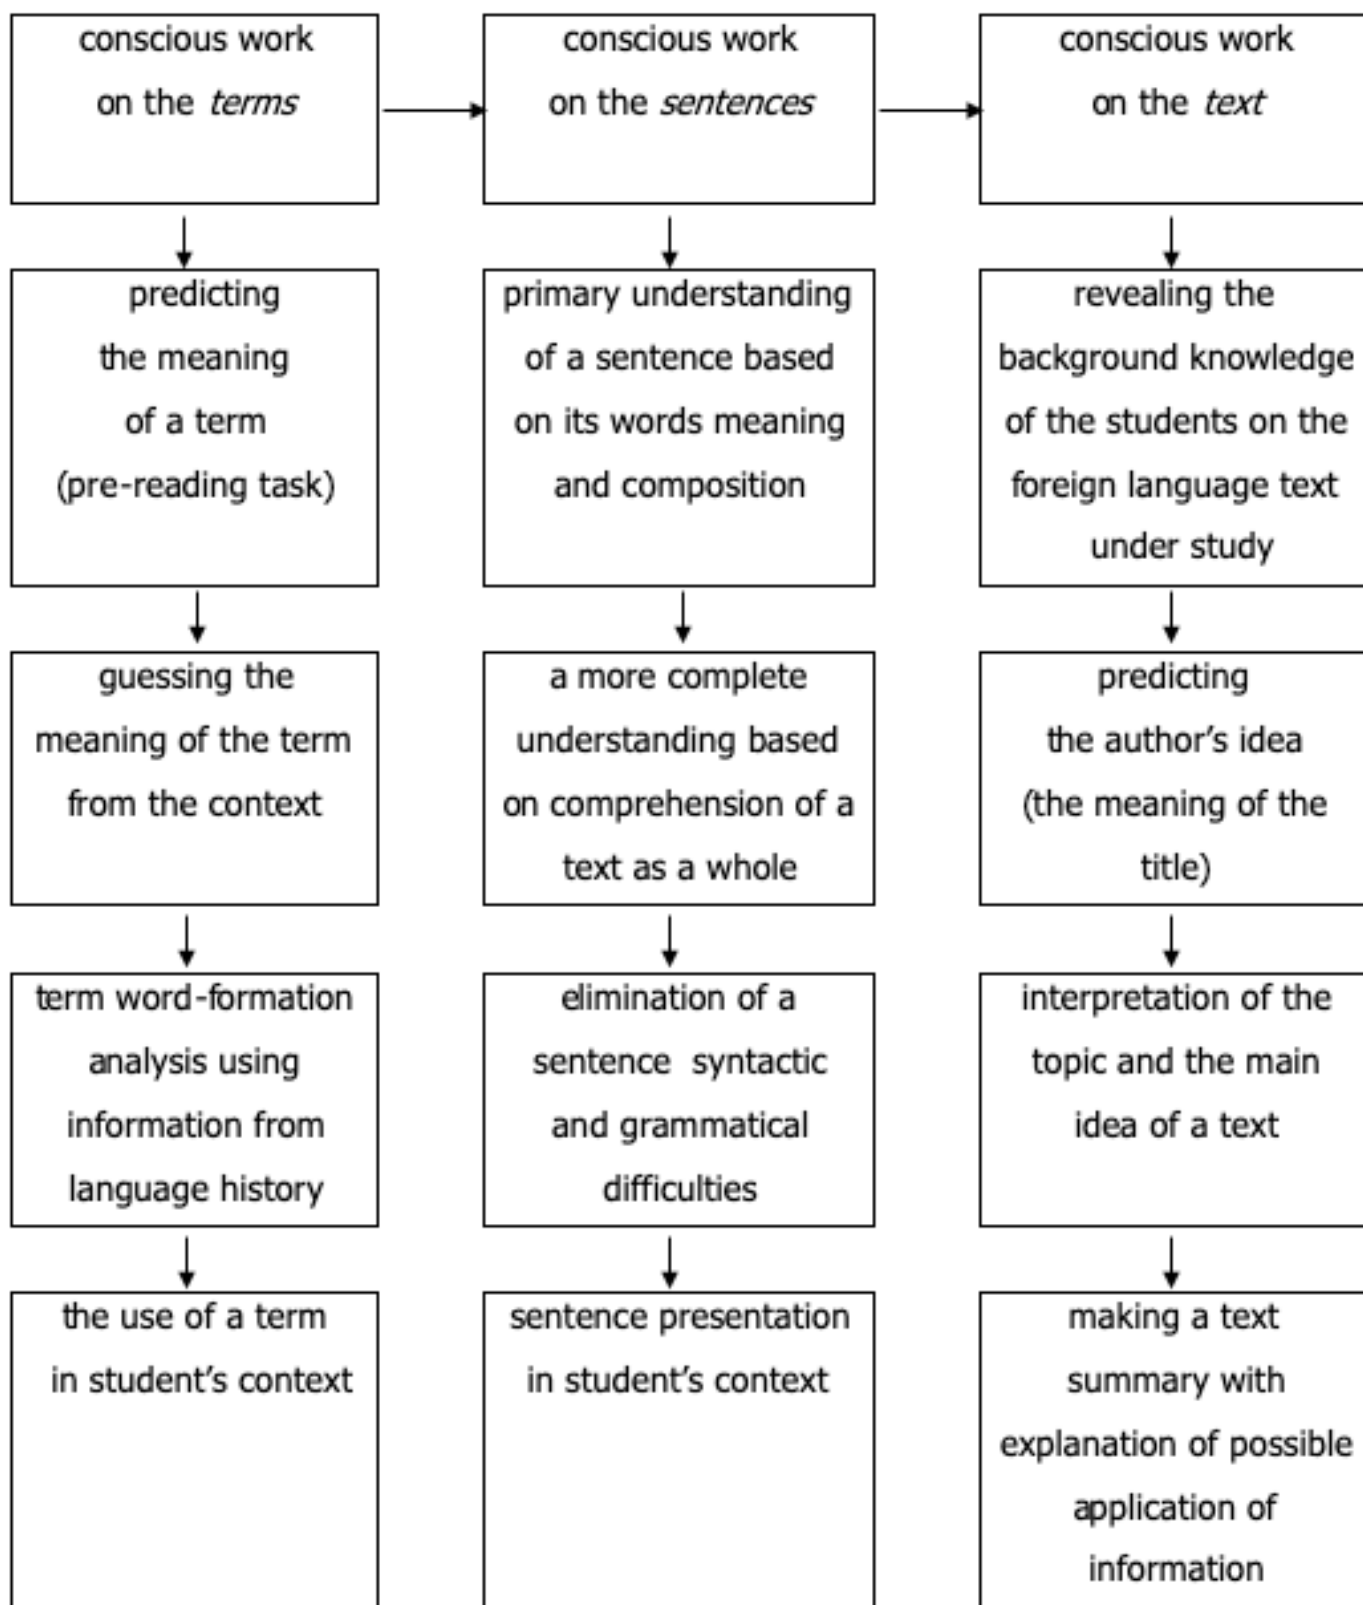 conscious work
on the terms
conscious work
on the sentences
conscious work
on the text
predicting
the meaning
of a term
(pre-reading task)
primary understanding
of a sentence based
on its words meaning
and composition
revealing the
background knowledge
of the students on the
foreign language text
under study
guessing the
meaning of the term
from the context
a more complete
understanding based
on comprehension of a
text as a whole
predicting
the author’s idea
(the meaning of the
title)
term word-formation
analysis using
information from
language history
elimination of a
sentence syntactic
and grammatical
difficulties
interpretation of the
topic and the main
idea of a text
the use of a term
in student’s context
sentence presentation
in student’s context
making a text
summary with
explanation of possible
application of
information